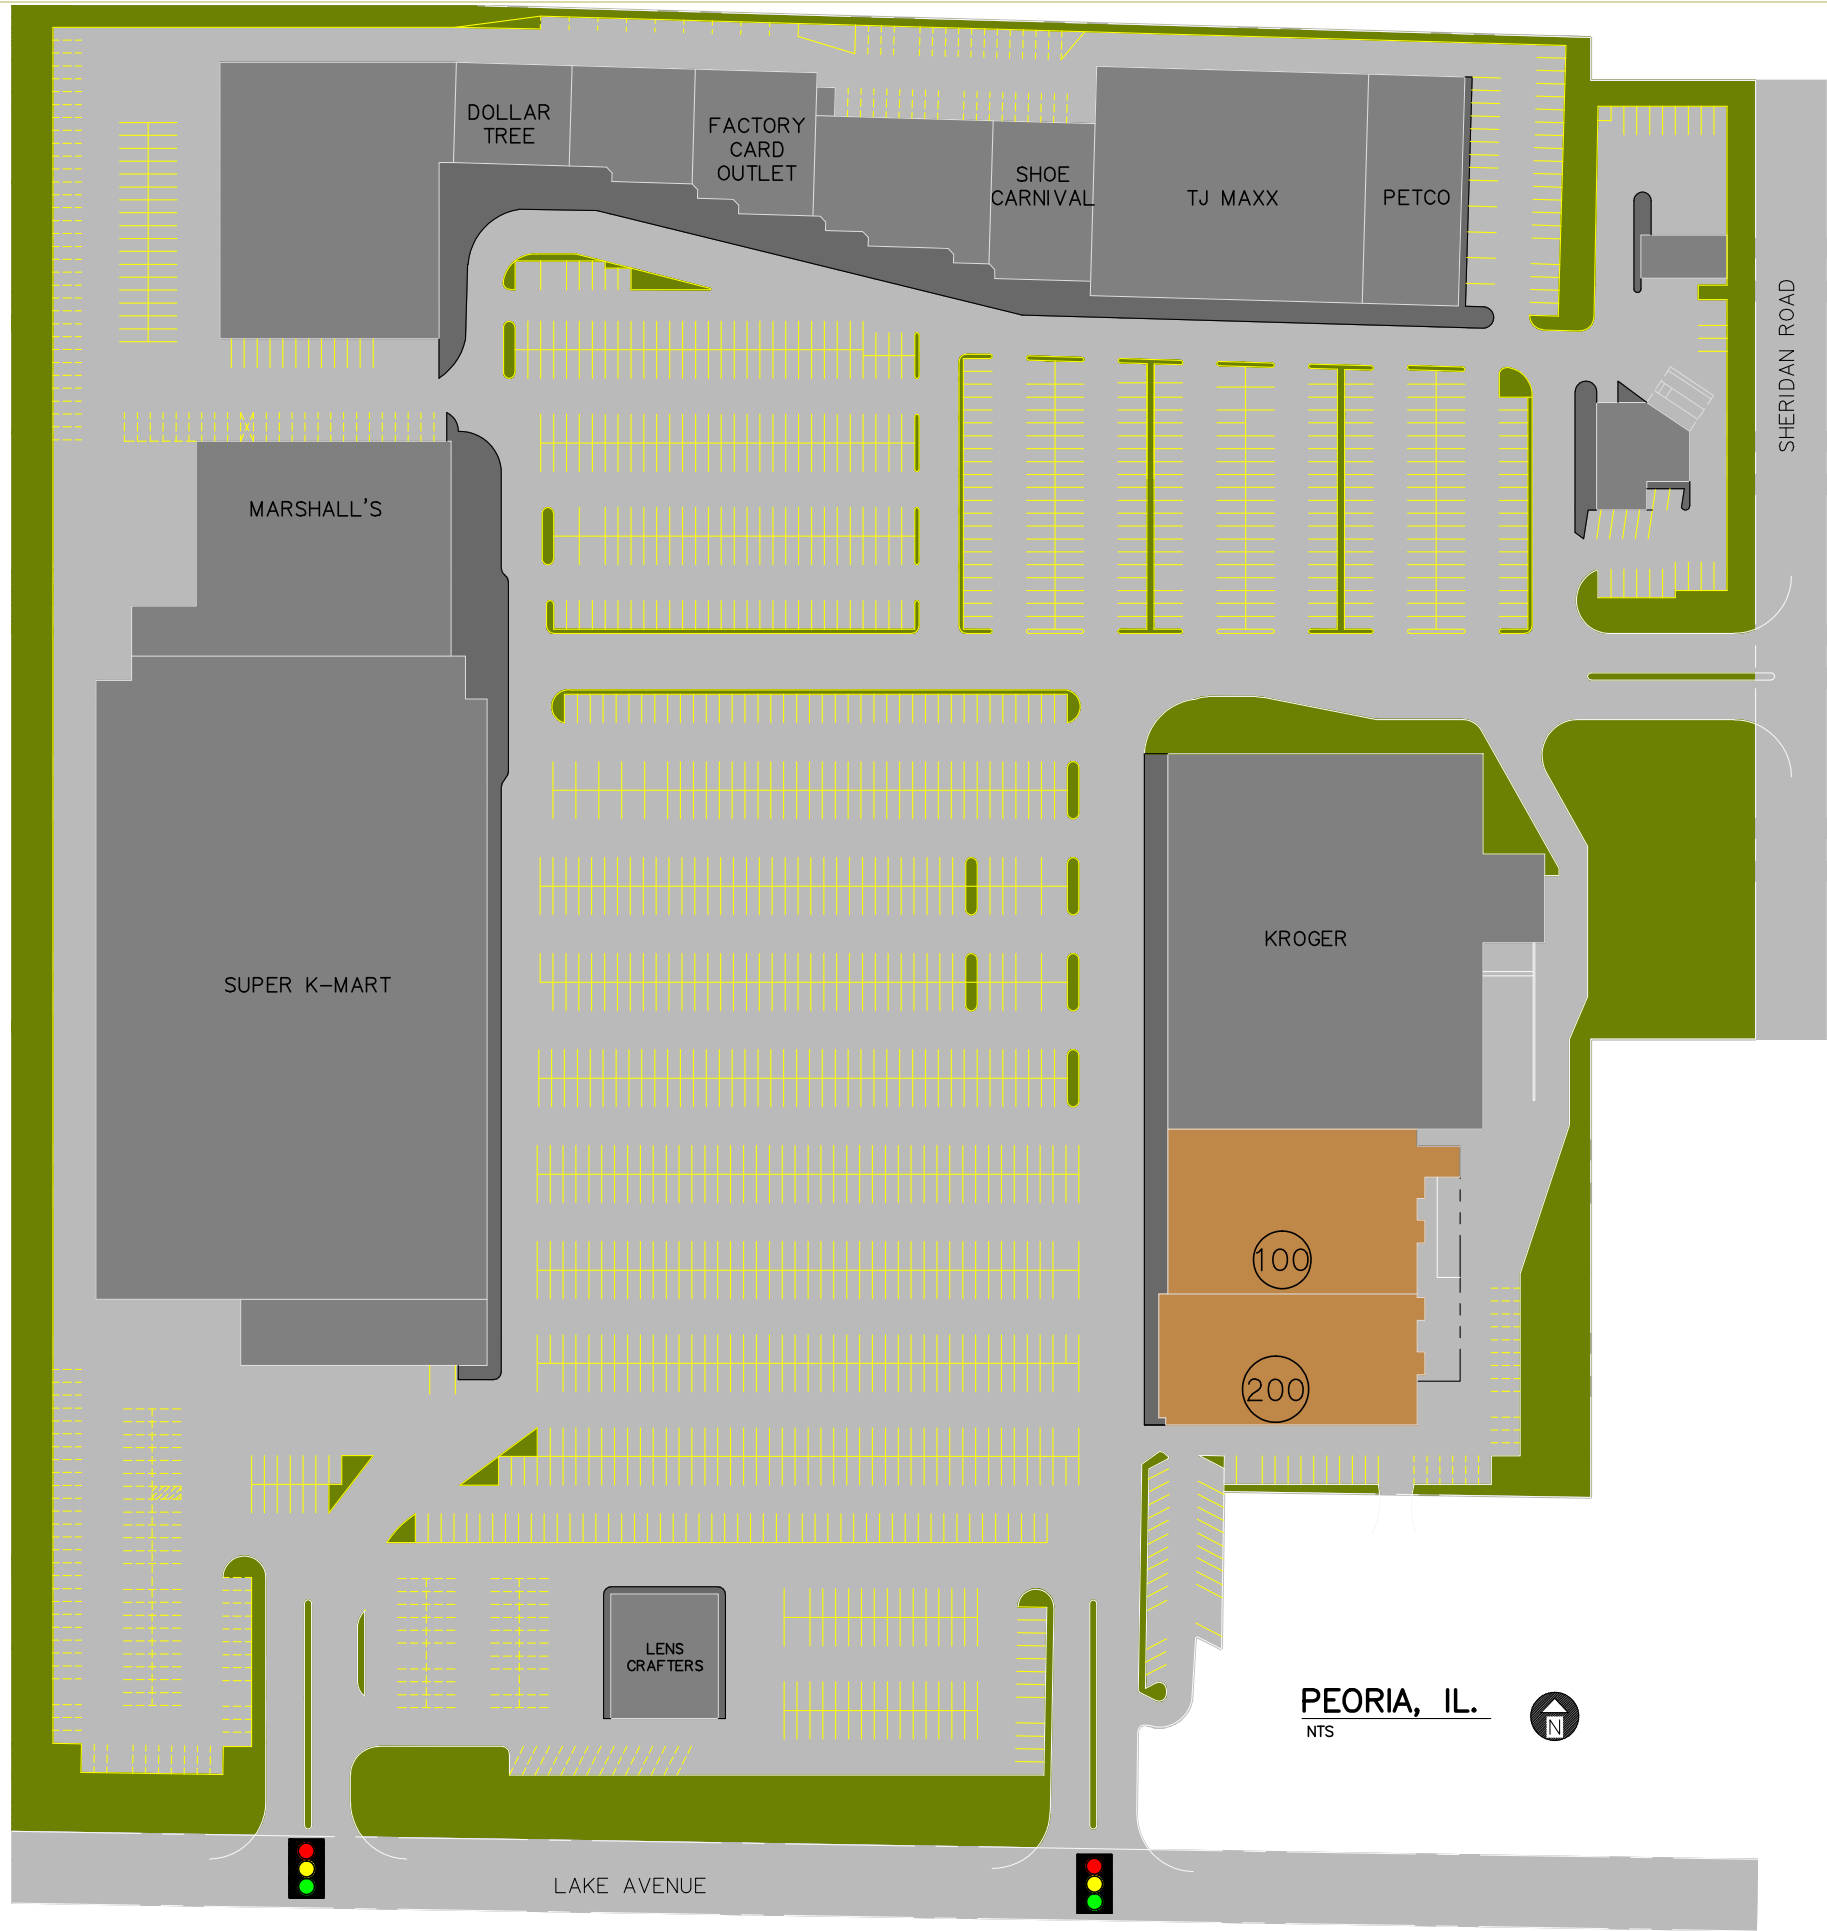 DOLLAR
TREE
FACTORY
CARD
OUTLET
SHOE
CARNIVAL
TJ MAXX
PETCO
SHERIDAN ROAD
MARSHALL'S
SUPER K-MART
KROGER
100
200
LENS
CRAFTERS
PEORIA, IL.
NTS
N
LAKE AVENUE